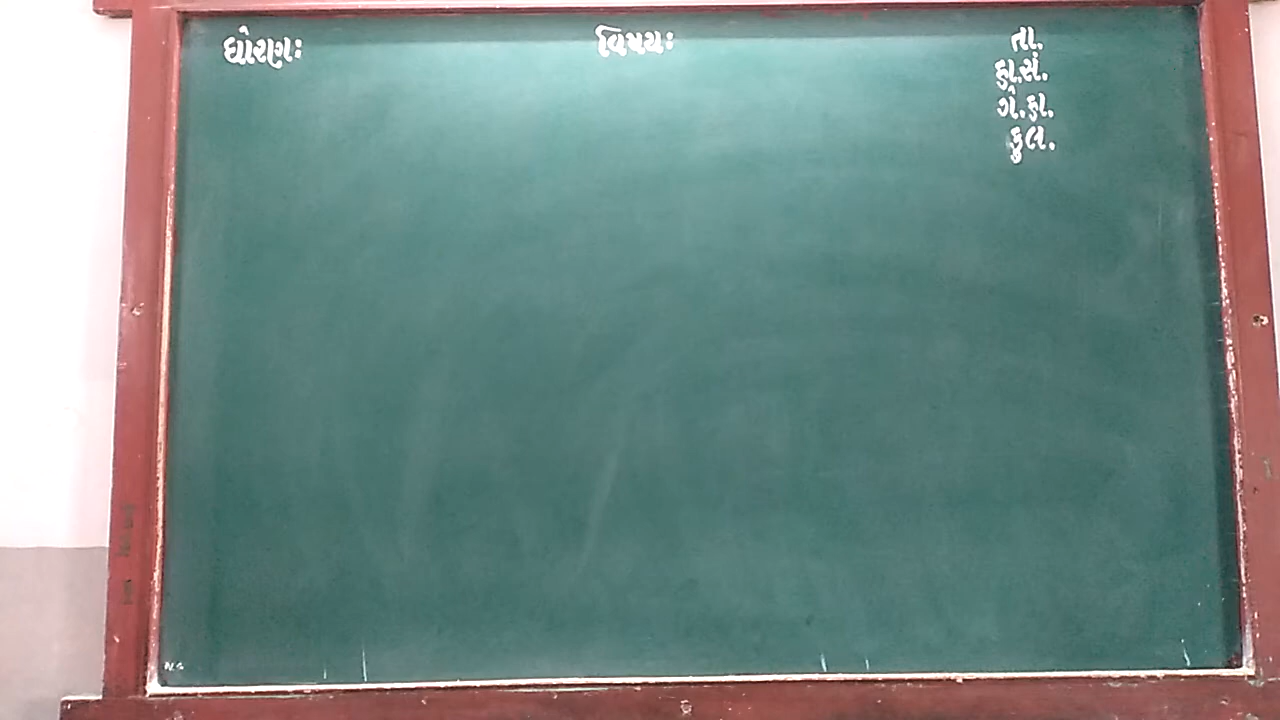 ધોરણઃ
વિષયઃ
તા.
હા.સં.
ગે.હા.
કુલ.